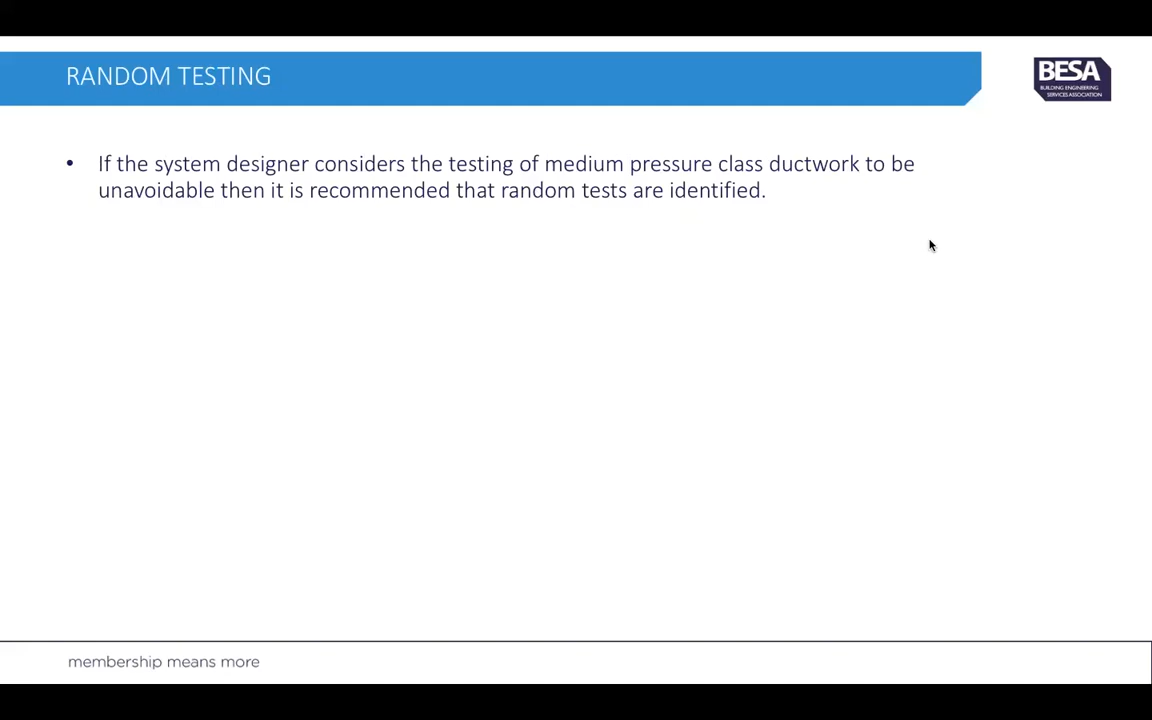 RANDOM TESTING
BESA
BUILDING ENGINEERING
SERVICES ASSOCIATION
• If the system designer considers the testing of medium pressure class ductwork to be
unavoidable then it is recommended that random tests are identified.
membership means more